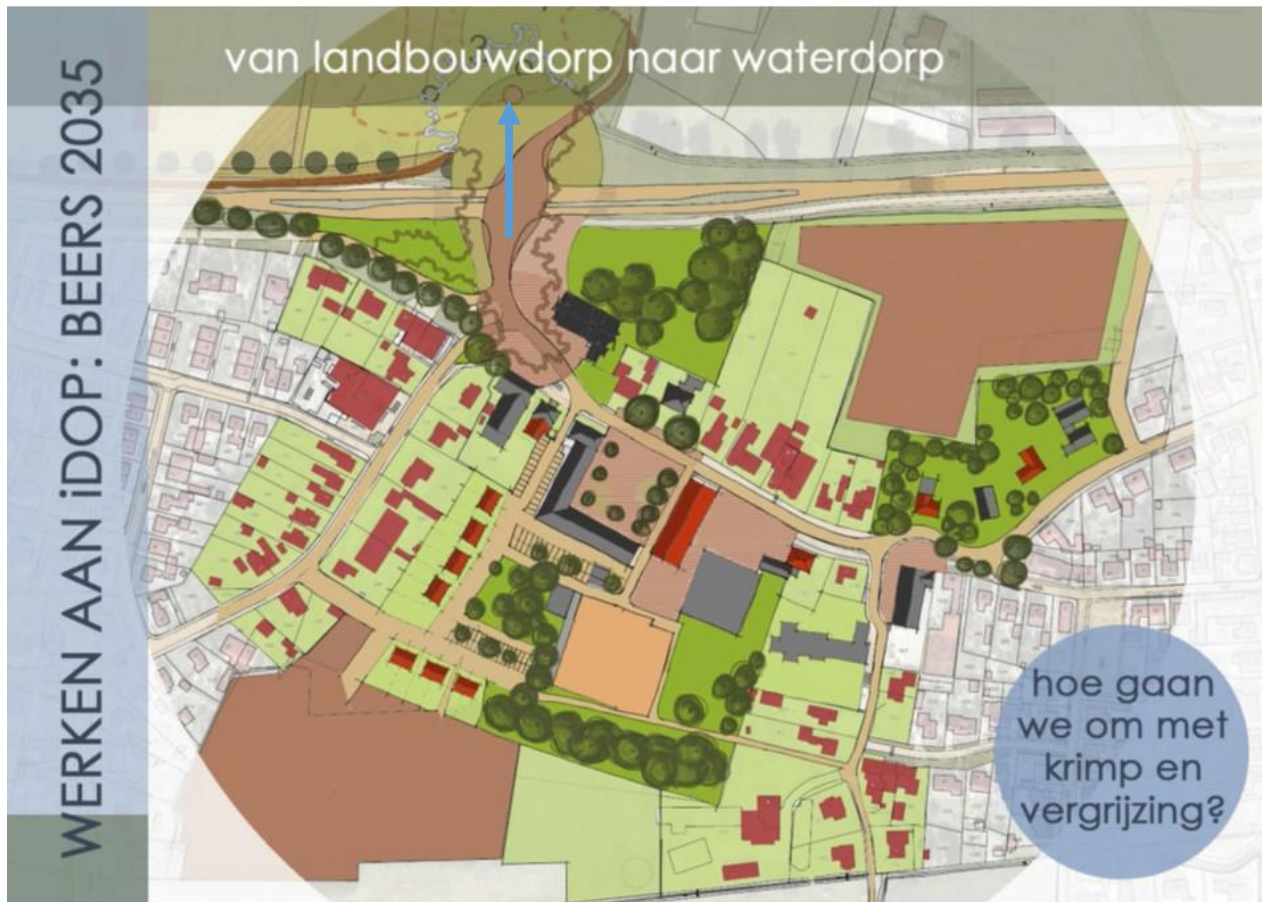 van landbouwdorp naar waterdorp
WERKEN AAN iDOP: BEERS 2035
hoe gaan
we om met
krimp en
vergrijzing?